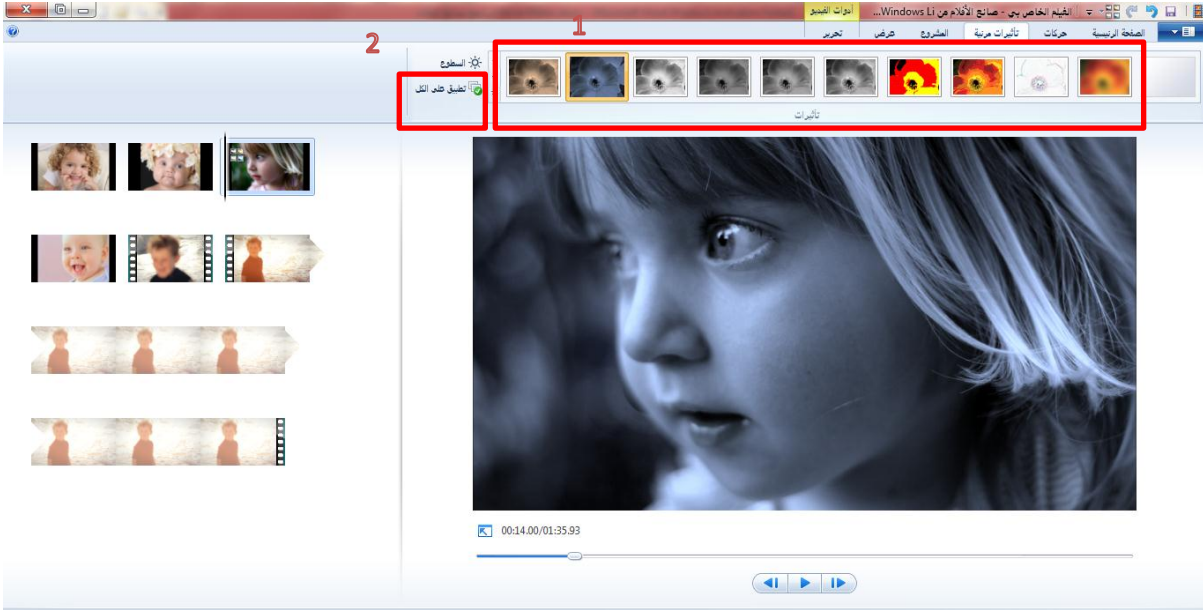 الفيلم الخاص بي - صانع الأفلام من Windows Li...
أدوات الفيديو
الصفحة الرئيسية
حركات
تأثيرات مرئية
المشروع
عرض
تحرير
1
2
السطوع
تطبيق على الكل
تأثيرات
00:14.00/01:35.93